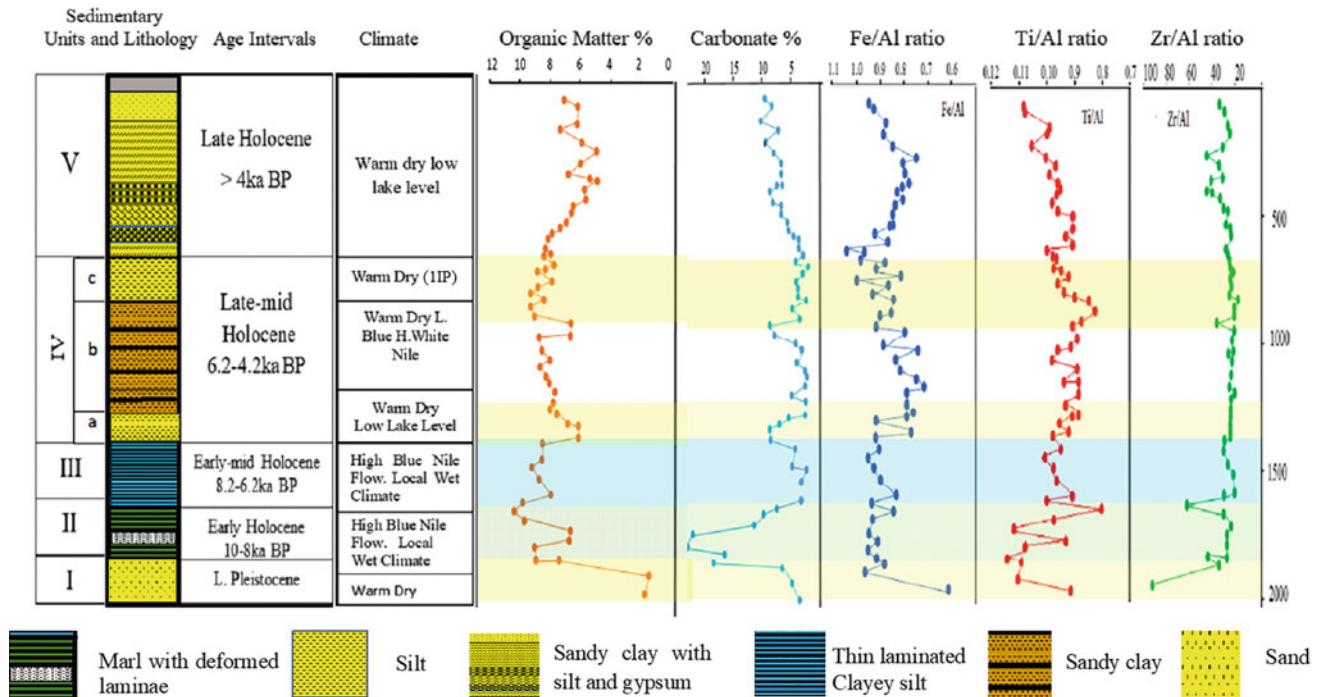 Sedimentary
Units and Lithology
Age Intervals
Climate
Organic Matter %
Carbonate %
Fe/Al ratio
Ti/Al ratio
Zr/Al ratio
12 10 8 6 4 2 0
20 15 10 5
1.1 1.0 0.9 0.8 0.7 0.6
0.12 0.11 0.10 0.9 0.8 0.7
100 80 60 40 20
Fe/Al
Ti/Al
Zr/Al
V
Late Holocene
> 4ka BP
Warm dry low
lake level
500
IV
c
Late-mid
Holocene
6.2-4.2ka BP
Warm Dry (1IP)
b
Warm Dry L.
Blue H.White
Nile
1000
a
Warm Dry
Low Lake Level
III
Early-mid Holocene
8.2-6.2ka BP
High Blue Nile
Flow. Local Wet
Climate
1500
II
Early Holocene
10-8ka BP
High Blue Nile
Flow. Local
Wet Climate
I
L. Pleistocene
Warm Dry
2000
Marl with deformed
laminae
Silt
Sandy clay with
silt and gypsum
Thin laminated
Clayey silt
Sandy clay
Sand